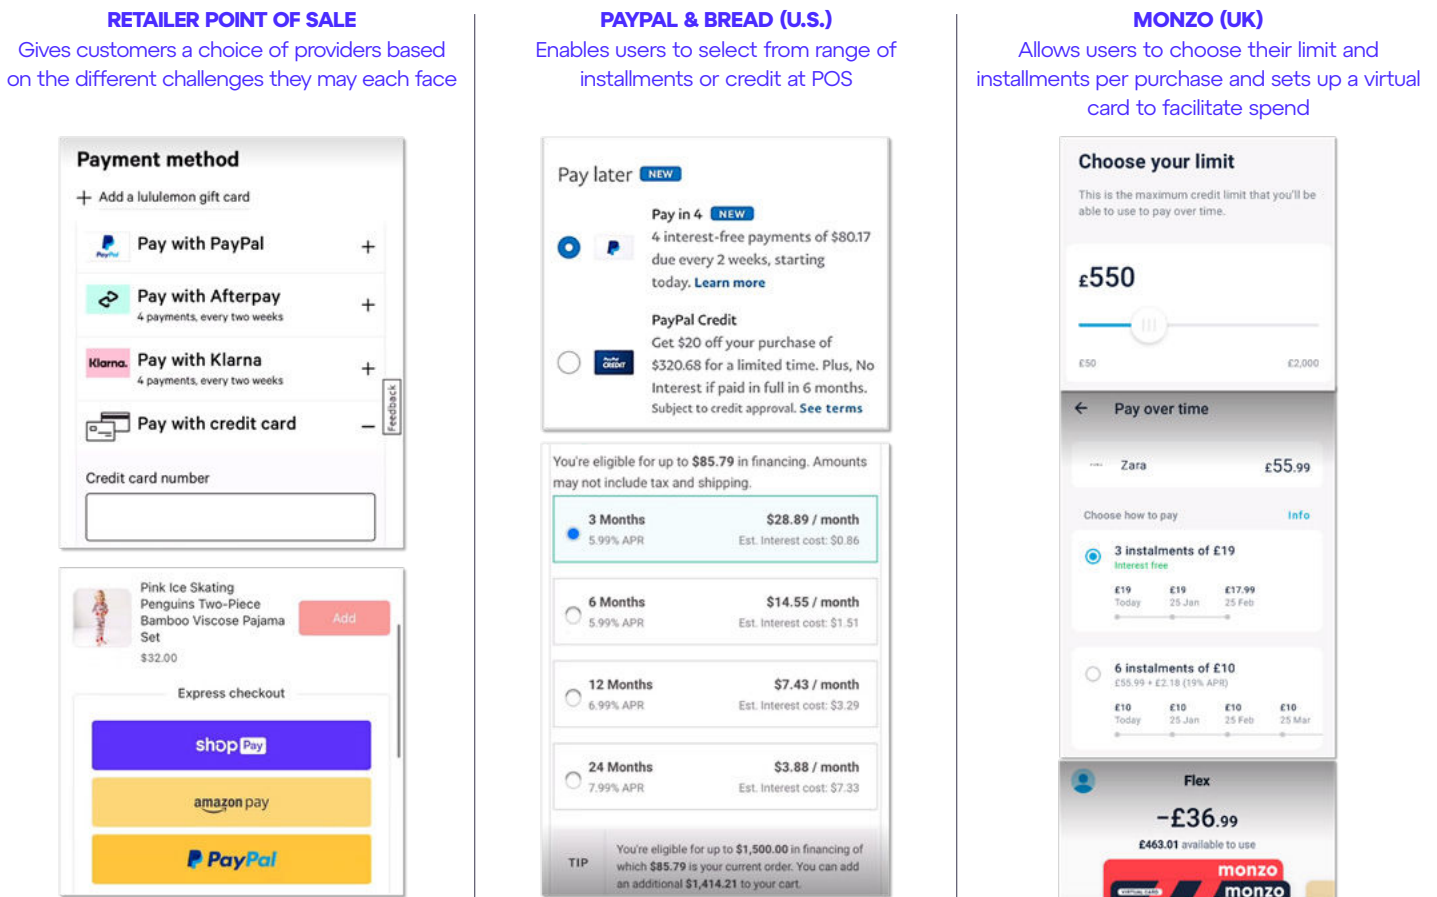 RETAILER POINT OF SALE
Gives customers a choice of providers based
on the different challenges they may each face
Payment method
+ Add a lululemon gift card
PayPal
Pay with PayPal
+
Pay with Afterpay
4 payments, every two weeks
+
Klarna.
Pay with Klarna
4 payments, every two weeks
+
Pay with credit card
−
Feedback
Credit card number
Pink Ice Skating
Penguins Two-Piece
Bamboo Viscose Pajama
Set
$32.00
Add
Express checkout
shop Pay
amazon pay
PayPal
PAYPAL & BREAD (U.S.)
Enables users to select from range of
installments or credit at POS
Pay later NEW
Pay in 4 NEW
4 interest-free payments of $80.17
due every 2 weeks, starting
today. Learn more
PayPal Credit
PayPal
CREDIT
Get $20 off your purchase of
$320.68 for a limited time. Plus, No
Interest if paid in full in 6 months.
Subject to credit approval. See terms
You're eligible for up to $85.79 in financing. Amounts
may not include tax and shipping.
3 Months $28.89 / month
5.99% APR Est. Interest cost: $0.86
6 Months $14.55 / month
5.99% APR Est. Interest cost: $1.51
12 Months $7.43 / month
6.99% APR Est. Interest cost: $3.29
24 Months $3.88 / month
7.99% APR Est. Interest cost: $7.33
TIP
You're eligible for up to $1,500.00 in financing of
which $85.79 is your current order. You can add
an additional $1,414.21 to your cart.
MONZO (UK)
Allows users to choose their limit and
installments per purchase and sets up a virtual
card to facilitate spend
Choose your limit
This is the maximum credit limit that you'll be
able to use to pay over time.
£550
£50 £2,000
← Pay over time
Zara £55.99
Choose how to pay Info
3 instalments of £19
Interest free
£19 £19 £17.99
Today 25 Jan 25 Feb
6 instalments of £10
£55.99 + £2.18 (19% APR)
£10 £10 £10 £10
Today 25 Jan 25 Feb 25 Mar
Flex
-£36.99
£463.01 available to use
monzo
VIRTUAL CARD
monzo